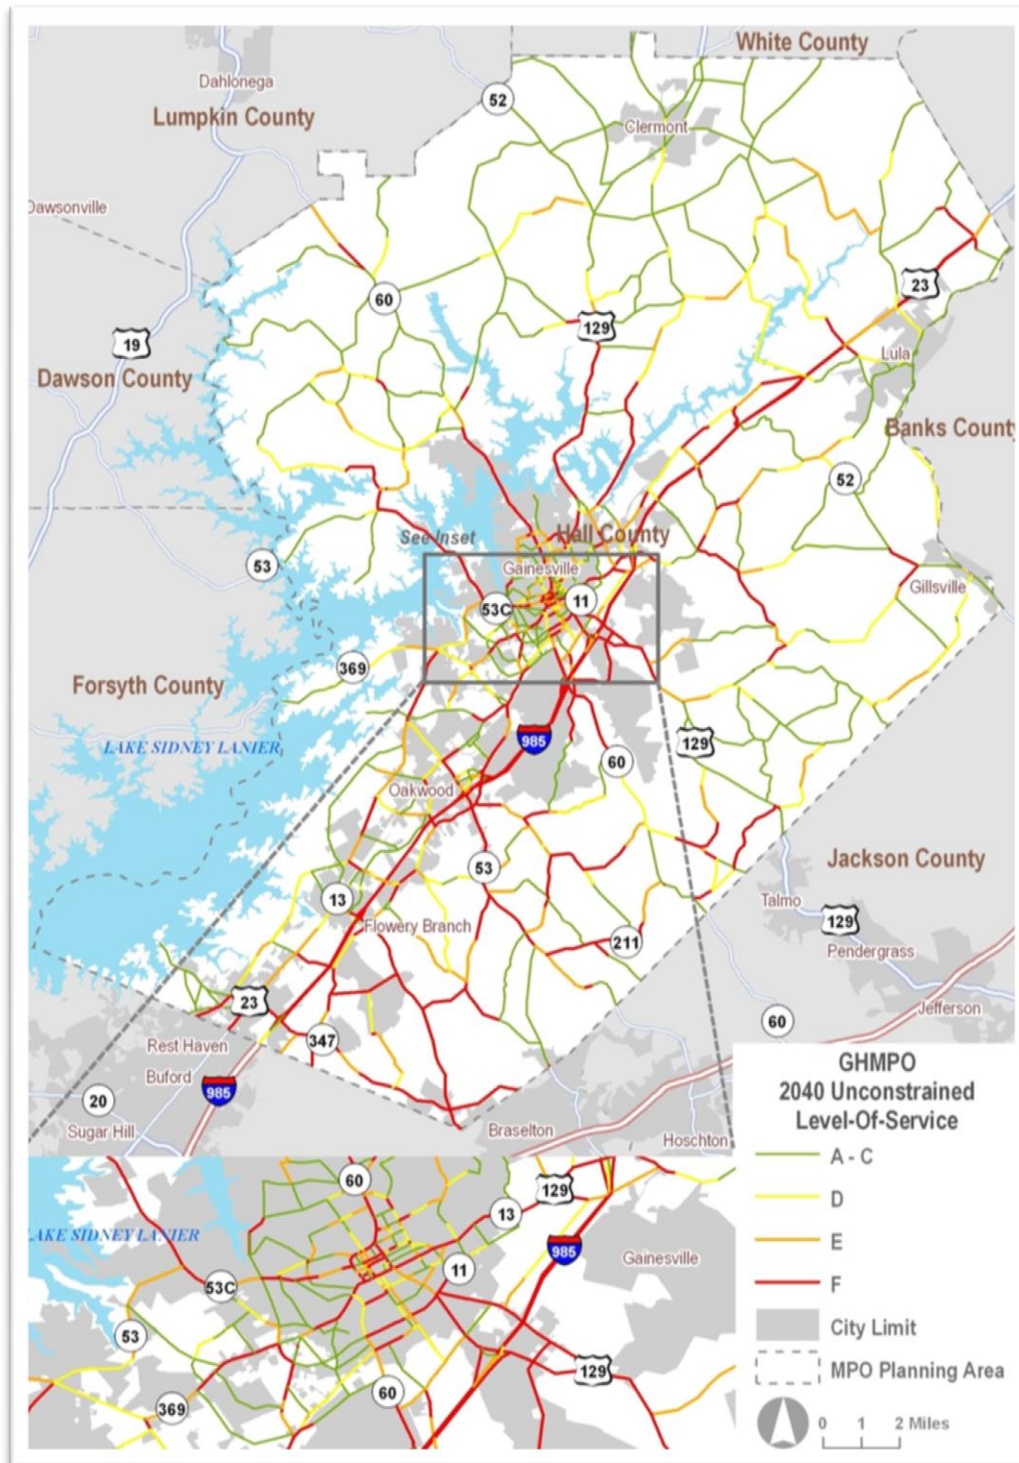 White County
Dahlonega
52
Lumpkin County
Clermont
Dawsonville
60
23
129
19
Lula
Dawson County
Banks Count
52
See Inset
Hall County
53
Gainesville
Gillsville
53C
11
369
Forsyth County
129
LAKE SIDNEY LANIER
985
60
Oakwood
Jackson County
53
13
Talmo
129
Flowery Branch
211
Pendergrass
23
Jefferson
60
347
Rest Haven
Buford
985
20
Sugar Hill
Braselton
Hoschton
GHMPO
2040 Unconstrained
Level-Of-Service
A - C
D
E
F
City Limit
MPO Planning Area
0 1 2 Miles
60
129
13
LAKE SIDNEY LANIER
985
Gainesville
11
53C
53
129
60
369